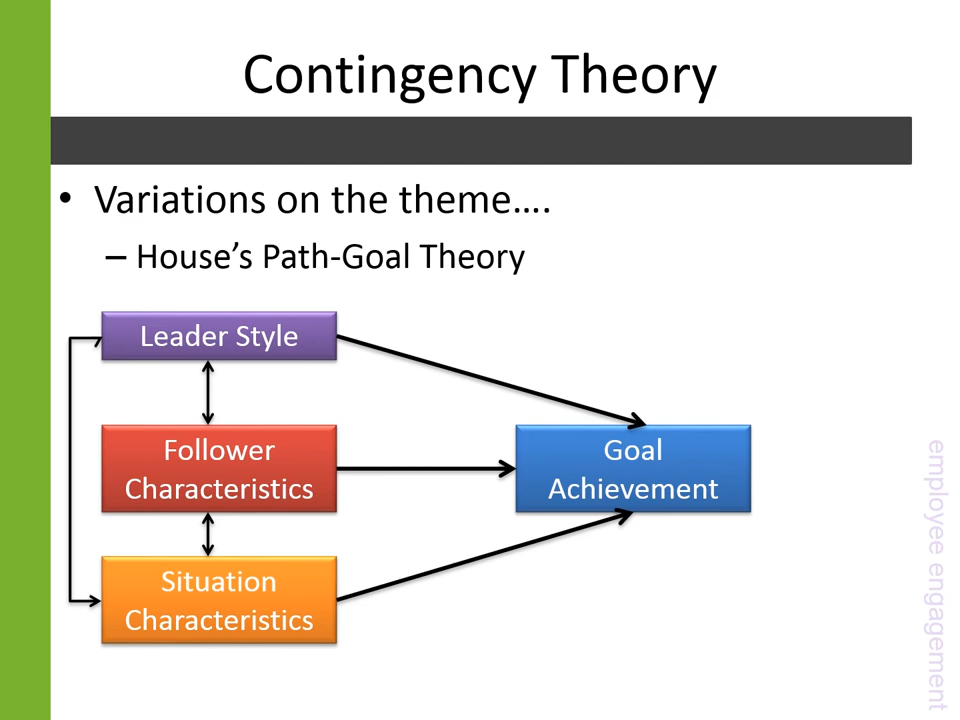 Contingency Theory
• Variations on the theme….
– House’s Path-Goal Theory
Leader Style
Follower
Characteristics
Situation
Characteristics
Goal
Achievement
employee engagement